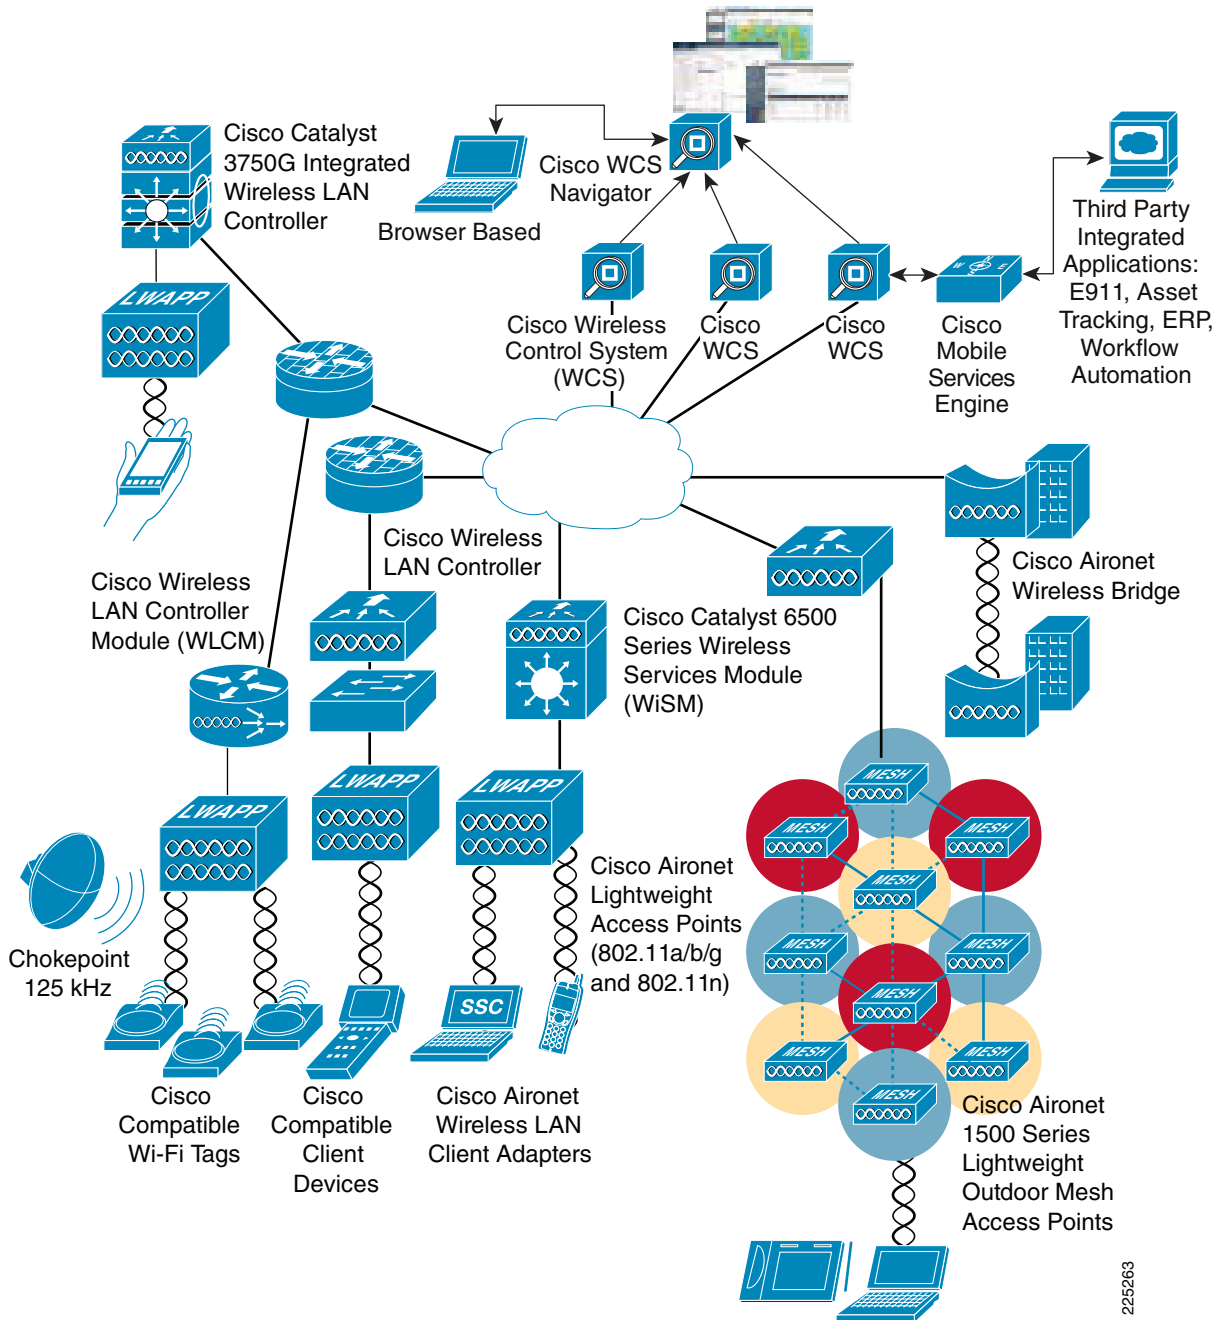 Cisco Catalyst
3750G Integrated
Wireless LAN
Controller
Browser Based
Cisco WCS
Navigator
Third Party
Integrated
Applications:
E911, Asset
Tracking, ERP,
Workflow
Automation
Cisco Wireless
Control System
(WCS)
Cisco
WCS
Cisco
WCS
Cisco
Mobile
Services
Engine
N
E
S
W
LWAPP
Cisco Wireless
LAN Controller
Cisco Aironet
Wireless Bridge
Cisco Wireless
LAN Controller
Module (WLCM)
Cisco Catalyst 6500
Series Wireless
Services Module
(WiSM)
LWAPP
LWAPP
LWAPP
Cisco Aironet
Lightweight
Access Points
(802.11a/b/g
and 802.11n)
Chokepoint
125 kHz
SSC
MESH
MESH
MESH
MESH
MESH
MESH
MESH
MESH
MESH
MESH
Cisco
Compatible
Wi-Fi Tags
Cisco
Compatible
Client
Devices
Cisco Aironet
Wireless LAN
Client Adapters
Cisco Aironet
1500 Series
Lightweight
Outdoor Mesh
Access Points
225263